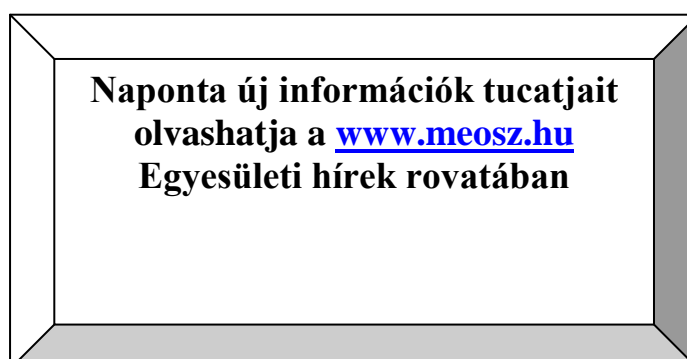 Naponta új információk tucatjait
olvashatja a www.meosz.hu
Egyesületi hírek rovatában